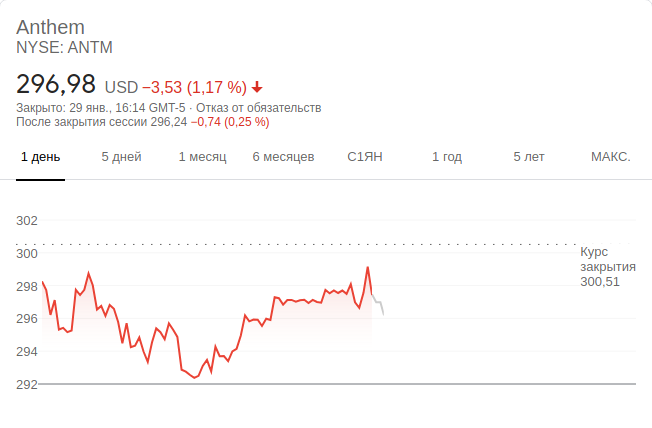 Anthem
NYSE: ANTM
296,98 USD −3,53 (1,17 %)
Закрыто: 29 янв., 16:14 GMT-5 · Отказ от обязательств
После закрытия сессии 296,24 −0,74 (0,25 %)
1 день 5 дней 1 месяц 6 месяцев С1ЯН 1 год 5 лет МАКС.
302
300
298
296
294
292
Курс
закрытия
300,51